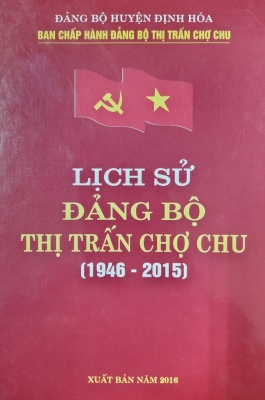 ĐẢNG BỘ HUYỆN ĐỊNH HÓA
BAN CHẤP HÀNH ĐẢNG BỘ THỊ TRẤN CHỢ CHU
LỊCH SỬ
ĐẢNG BỘ
THỊ TRẤN CHỢ CHU
(1946 - 2015)
XUẤT BẢN NĂM 2016